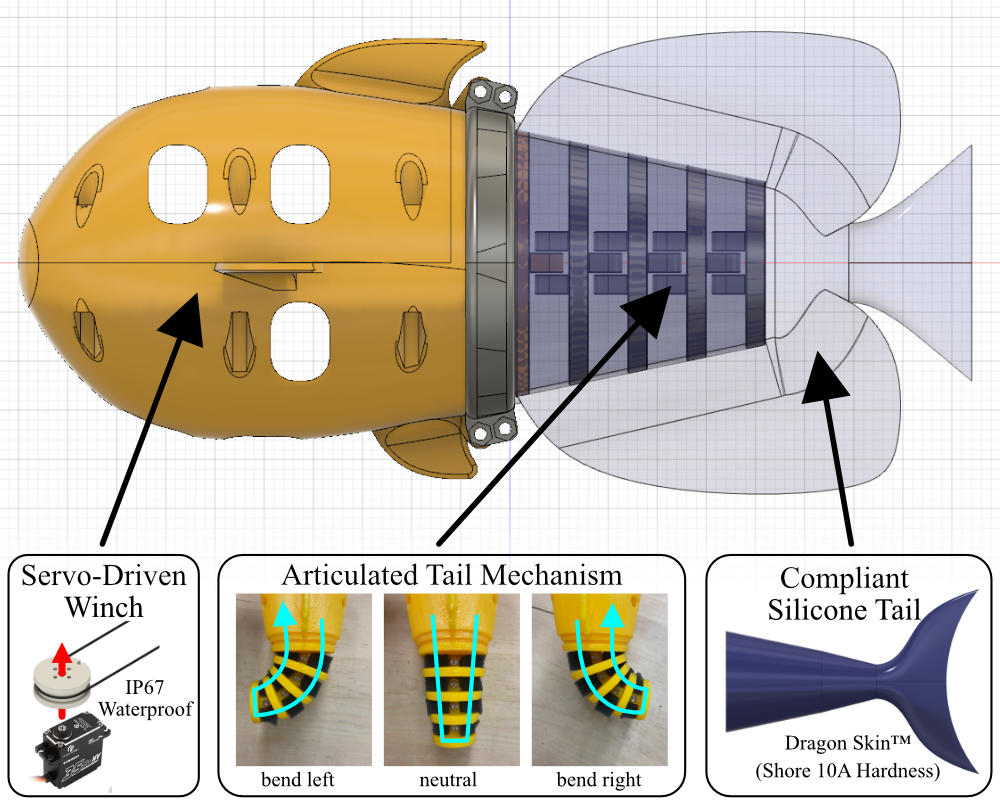 Servo-Driven
Winch
IP67
Waterproof
Articulated Tail Mechanism
bend left
neutral
bend right
Compliant
Silicone Tail
Dragon Skin™
(Shore 10A Hardness)